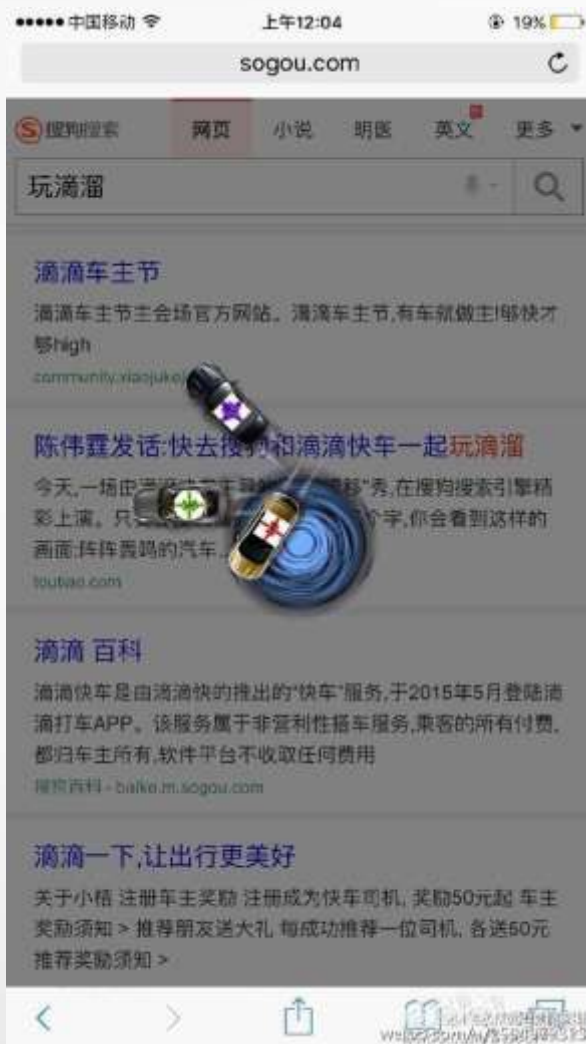 中国移动
上午12:04
19%
sogou.com
搜狗搜索
网页 小说 明医 英文 更多
玩滴溜
滴滴车主节
滴滴车主节主会场官方网站。滴滴车主节,有车就做主!够快才
够high
陈伟霆发话:快去搜狗和滴滴快车一起玩滴溜
今天,一场由
秀,在搜狗搜索引擎精
彩上演。只
个字,你会看到这样的
画面:阵阵轰鸣的汽车
toutiao.com
滴滴 百科
滴滴快车是由滴滴快的推出的“快车”服务,于2015年5月登陆滴
滴打车APP。该服务属于非营利性搭车服务,乘客的所有付费,
都归车主所有,软件平台不收取任何费用
搜狗百科 - baike.m.sogou.com
滴滴一下,让出行更美好
关于小桔 注册车主奖励 注册成为快车司机, 奖励50元起 车主
奖励须知 > 推荐朋友送大礼 每成功推荐一位司机, 各送50元
推荐奖励须知 >